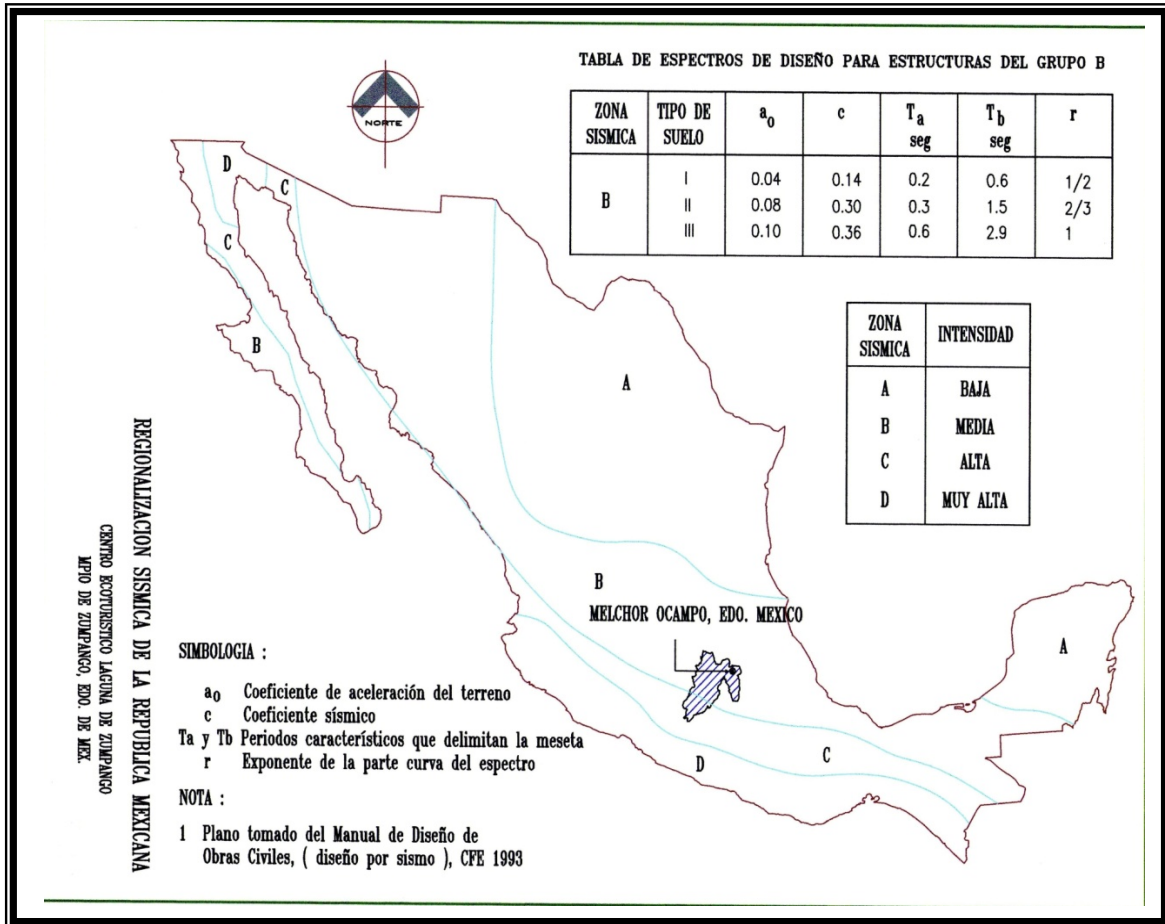 TABLA DE ESPECTROS DE DISEÑO PARA ESTRUCTURAS DEL GRUPO B
ZONA SISMICA TIPO DE SUELO a0 c Ta seg Tb seg r
B
I 0.04 0.14 0.2 0.6 1/2
II 0.08 0.30 0.3 1.5 2/3
III 0.10 0.36 0.6 2.9 1
NORTE
D
C
C
B
A
ZONA SISMICA INTENSIDAD
A BAJA
B MEDIA
C ALTA
D MUY ALTA
B
MELCHOR OCAMPO, EDO. MEXICO
A
C
D
SIMBOLOGIA :
a0 Coeficiente de aceleración del terreno
c Coeficiente sísmico
Ta y Tb Periodos característicos que delimitan la meseta
r Exponente de la parte curva del espectro
NOTA :
1 Plano tomado del Manual de Diseño de
Obras Civiles, ( diseño por sismo ), CFE 1993
REGIONALIZACION SISMICA DE LA REPUBLICA MEXICANA
CENTRO ECOTURISTICO LAGUNA DE ZUMPANGO
MPIO DE ZUMPANGO, EDO. DE MEX.